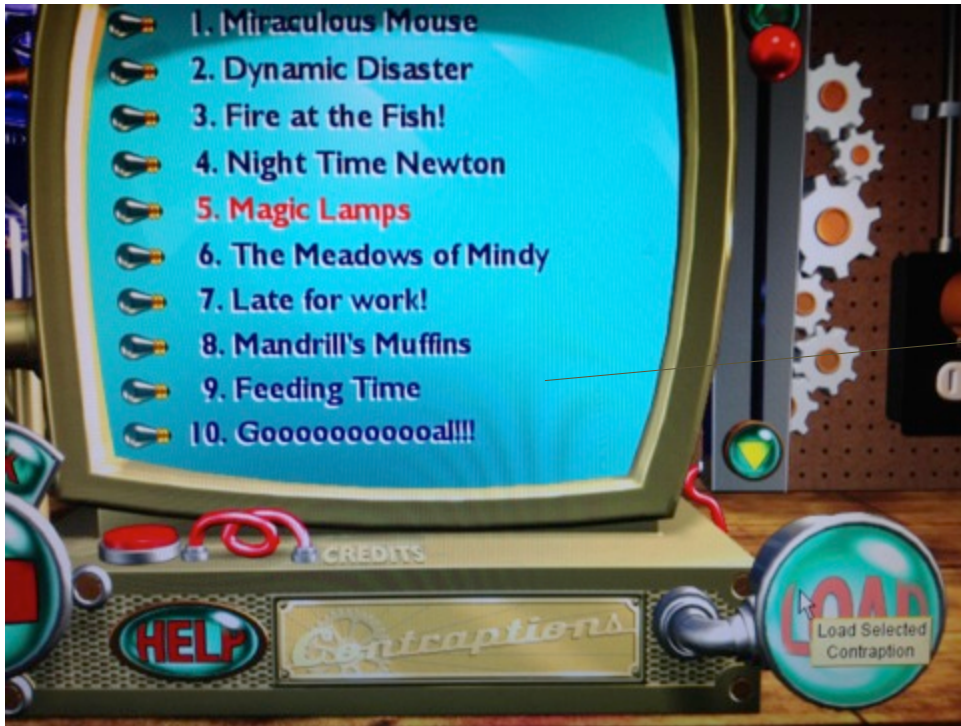 1. Miraculous Mouse
2. Dynamic Disaster
3. Fire at the Fish!
4. Night Time Newton
5. Magic Lamps
6. The Meadows of Mindy
7. Late for work!
8. Mandrill's Muffins
9. Feeding Time
10. Gooooooooooal!!!
CREDITS
HELP
Contraptions
LOAD
Load Selected
Contraption